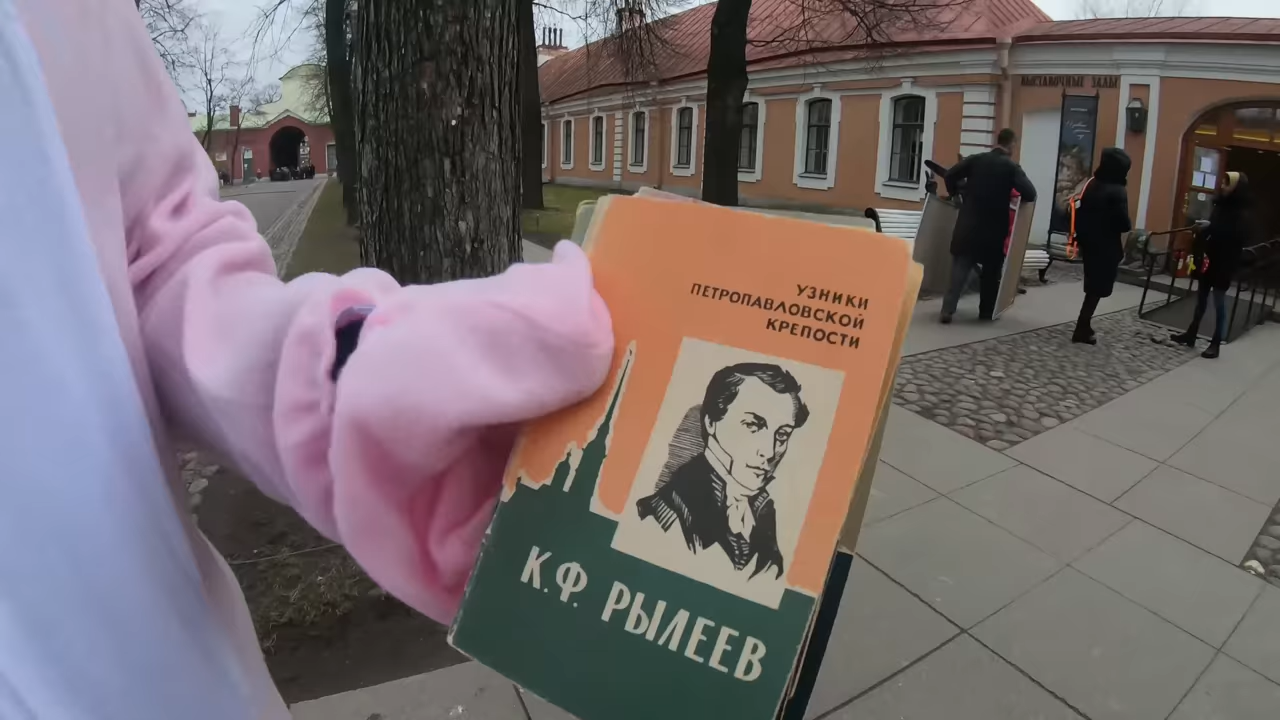 УЗНИКИ
ПЕТРОПАВЛОВСКОЙ
КРЕПОСТИ
К.Ф. РЫЛЕЕВ
ВЫСТАВОЧНЫЕ ЗАЛЫ